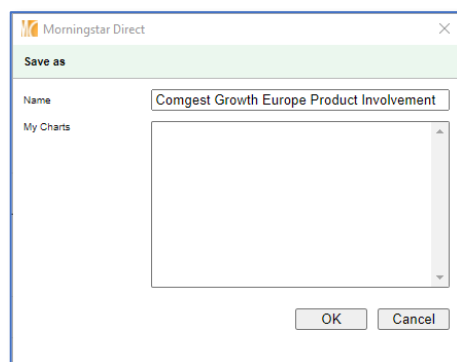 Morningstar Direct
Save as
Name Comgest Growth Europe Product Involvement
My Charts
OK Cancel